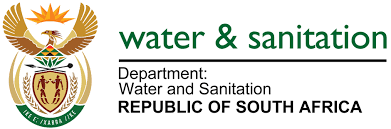 water & sanitation
Department:
Water and Sanitation
REPUBLIC OF SOUTH AFRICA